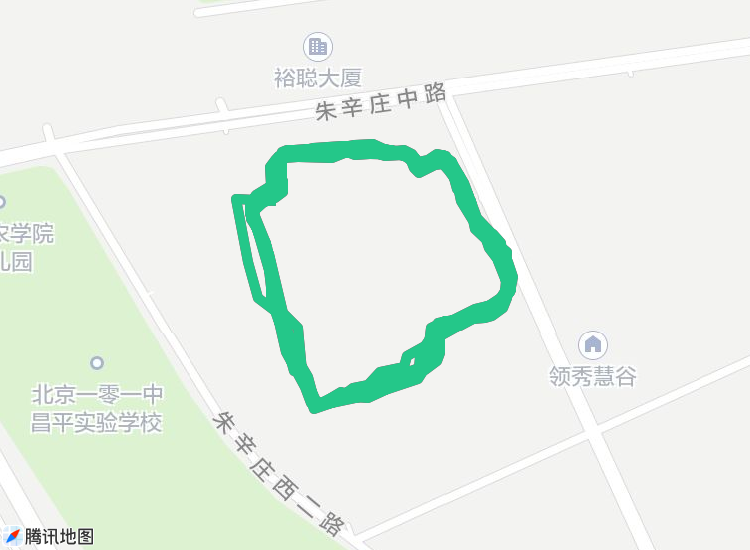 裕聪大厦
朱辛庄中路
农学院
儿园
领秀慧谷
北京一零一中
昌平实验学校
朱辛庄西二路
腾讯地图